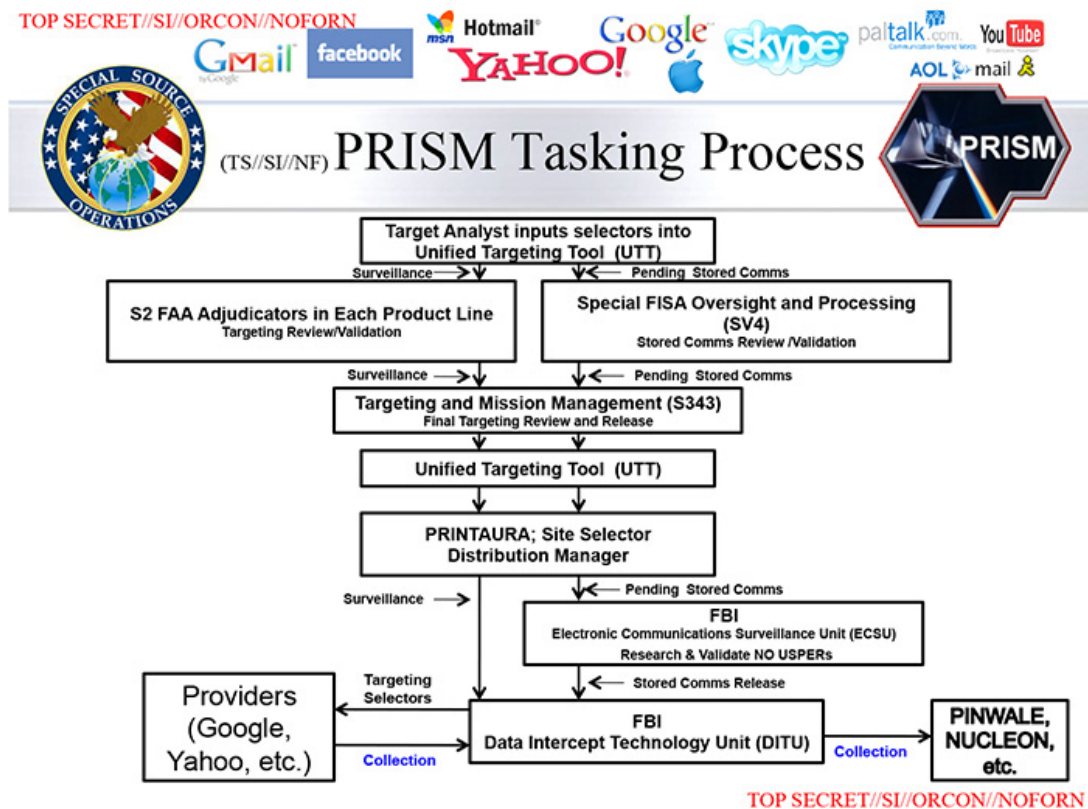 TOP SECRET//SI//ORCON//NOFORN
Gmail
by Google
facebook
msn Hotmail
YAHOO!
Google
skype
paltalk.com
Communication Beyond Words
YouTube
AOL mail
SPECIAL SOURCE
OPERATIONS
(TS//SI//NF) PRISM Tasking Process
PRISM
Target Analyst inputs selectors into
Unified Targeting Tool (UTT)
Surveillance
Pending Stored Comms
S2 FAA Adjudicators in Each Product Line
Targeting Review/Validation
Special FISA Oversight and Processing
(SV4)
Stored Comms Review /Validation
Surveillance
Pending Stored Comms
Targeting and Mission Management (S343)
Final Targeting Review and Release
Unified Targeting Tool (UTT)
PRINTAURA; Site Selector
Distribution Manager
Surveillance
Pending Stored Comms
FBI
Electronic Communications Surveillance Unit (ECSU)
Research & Validate NO USPERs
Stored Comms Release
Providers
(Google,
Yahoo, etc.)
Targeting
Selectors
Collection
FBI
Data Intercept Technology Unit (DITU)
Collection
PINWALE,
NUCLEON,
etc.
TOP SECRET//SI//ORCON//NOFORN